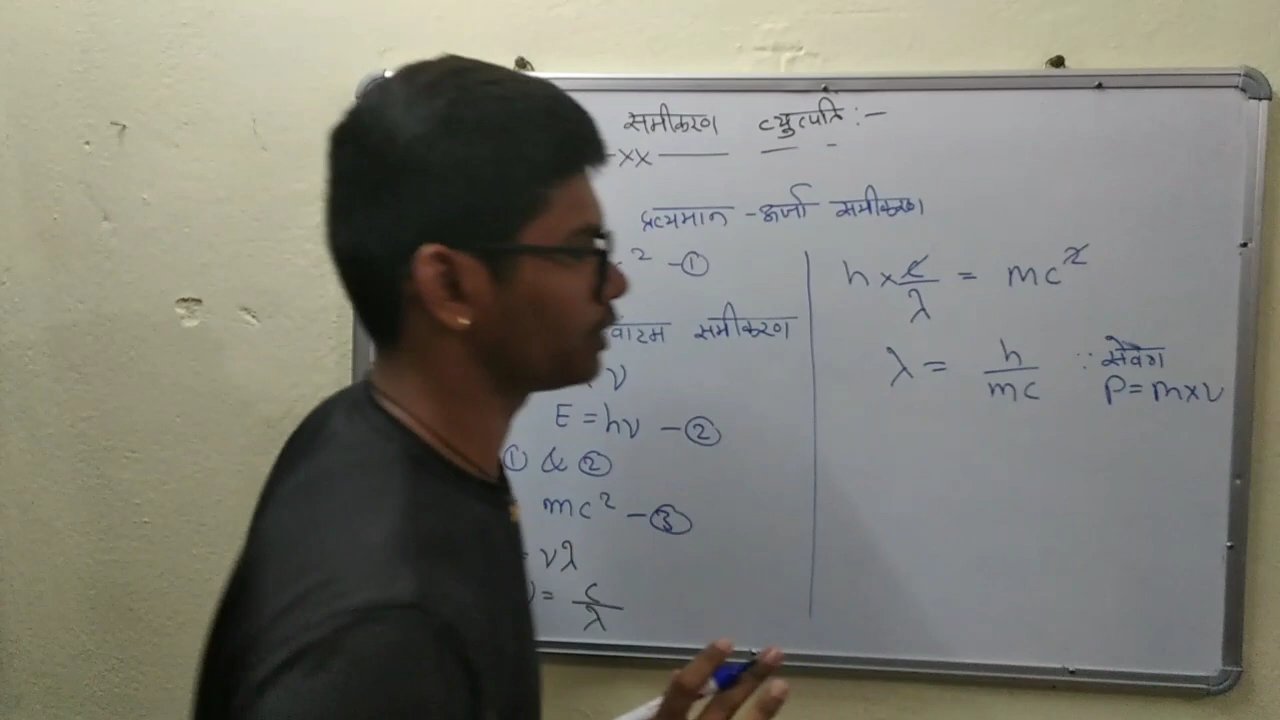 समीकरण व्युत्पति :-
-xx-
द्रव्यमान - ऊर्जा समीकरण
2 - ①
वाटम समीकरण
ν
E = hν - ②
① & ②
mc² - ③
= νλ
ν = c/λ
h × c/λ = mc²
λ = h/mc ∵ संवेग
P = m×v